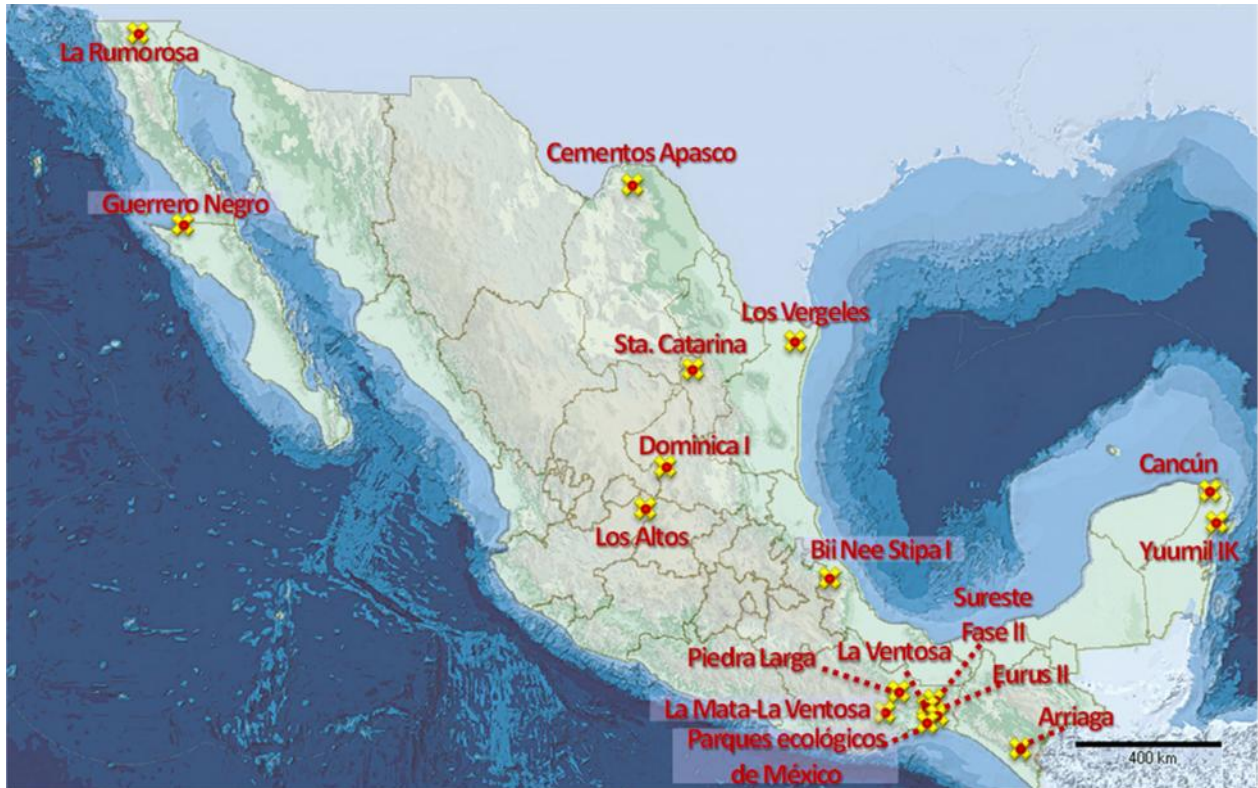 La Rumorosa
Cementos Apasco
Guerrero Negro
Los Vergeles
Sta. Catarina
Dominica I
Cancún
Los Altos
Bii Nee Stipa I
Yuumil IK
Sureste
Fase II
La Ventosa
Piedra Larga
Eurus II
La Mata-La Ventosa
Arriaga
Parques ecológicos
de México
400 km